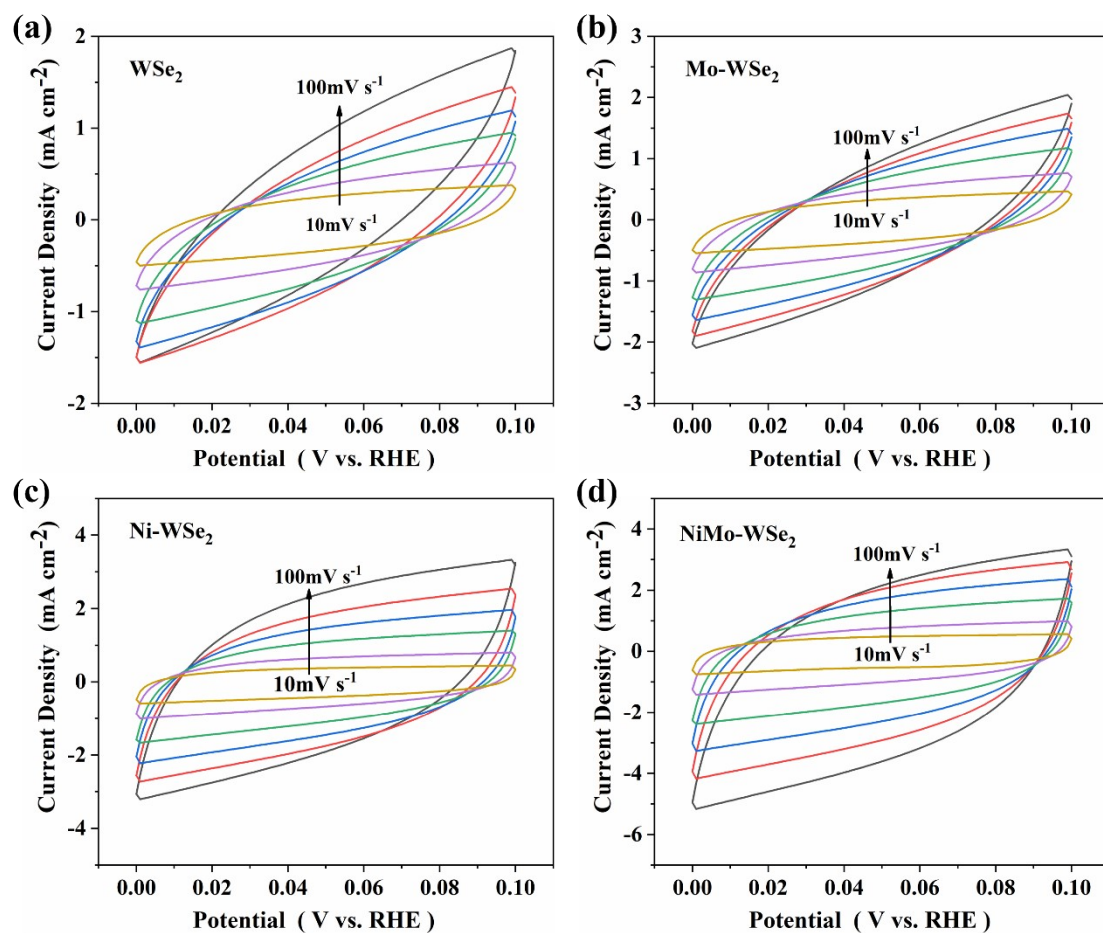 (a)
WSe2
100mV s-1
10mV s-1
2
1
0
-1
-2
Current Density (mA cm-2)
0.00 0.02 0.04 0.06 0.08 0.10
Potential ( V vs. RHE )
(b)
Mo-WSe2
100mV s-1
10mV s-1
3
2
1
0
-1
-2
-3
Current Density (mA cm-2)
0.00 0.02 0.04 0.06 0.08 0.10
Potential ( V vs. RHE )
(c)
Ni-WSe2
100mV s-1
10mV s-1
4
2
0
-2
-4
Current Density (mA cm-2)
0.00 0.02 0.04 0.06 0.08 0.10
Potential ( V vs. RHE )
(d)
NiMo-WSe2
100mV s-1
10mV s-1
4
2
0
-2
-4
-6
Current Density (mA cm-2)
0.00 0.02 0.04 0.06 0.08 0.10
Potential ( V vs. RHE )